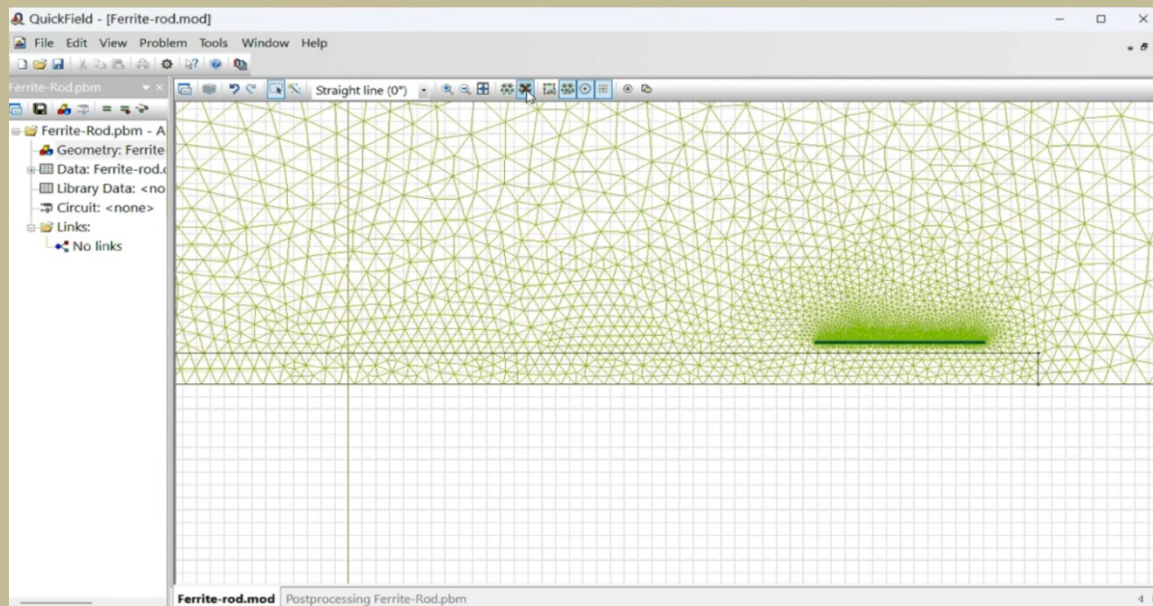 QuickField - [Ferrite-rod.mod]
File Edit View Problem Tools Window Help
Ferrite-Rod.pbm
Straight line (0°)
Ferrite-Rod.pbm - A
Geometry: Ferrite-
Data: Ferrite-rod.d
Library Data: <no
Circuit: <none>
Links:
No links
Ferrite-rod.mod Postprocessing Ferrite-Rod.pbm